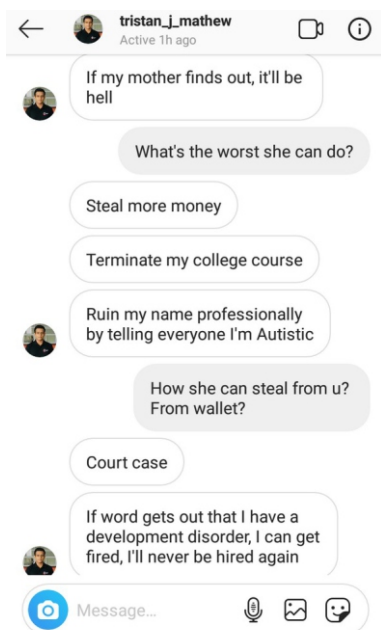 tristan_j_mathew
Active 1h ago
If my mother finds out, it'll be
hell
What's the worst she can do?
Steal more money
Terminate my college course
Ruin my name professionally
by telling everyone I'm Autistic
How she can steal from u?
From wallet?
Court case
If word gets out that I have a
development disorder, I can get
fired, I'll never be hired again
Message...